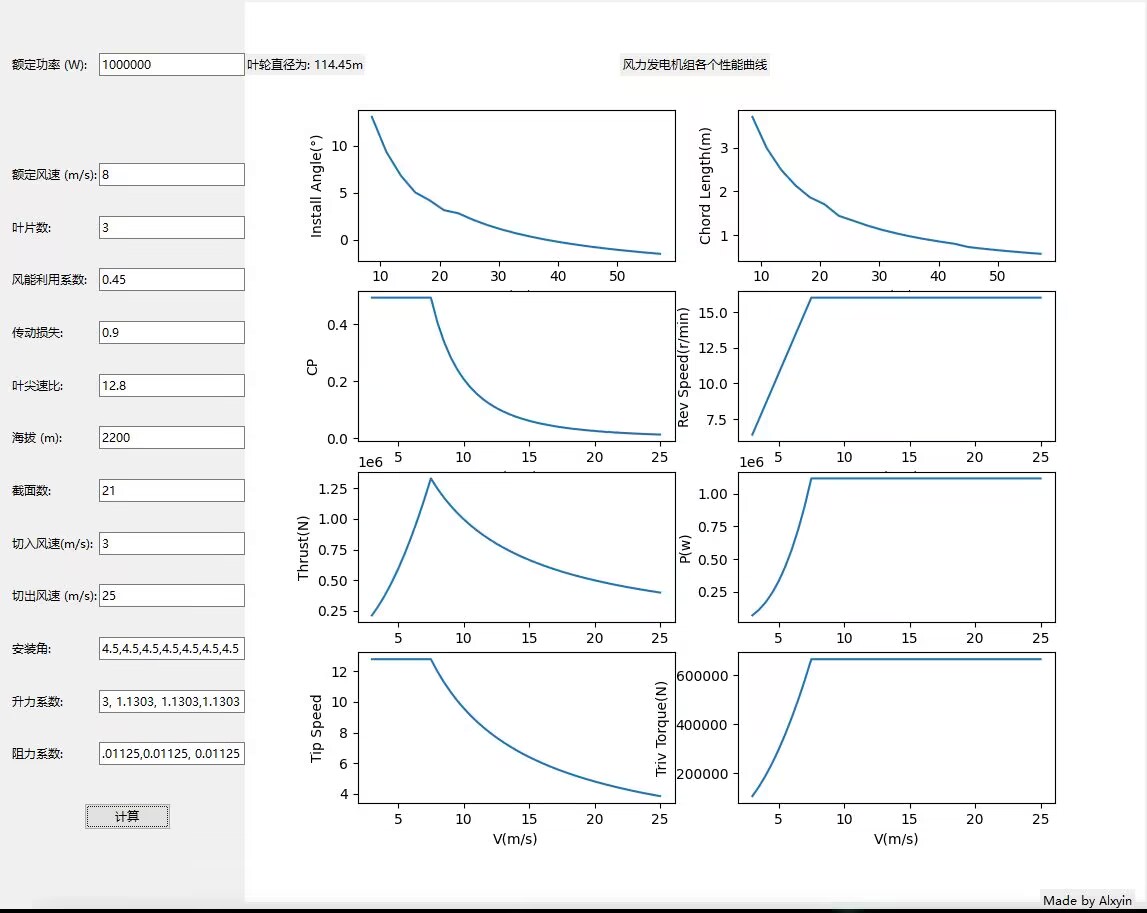 额定功率 (W): 1000000 叶轮直径为: 114.45m
风力发电机组各个性能曲线
额定风速 (m/s): 8
叶片数: 3
风能利用系数: 0.45
传动损失: 0.9
叶尖速比: 12.8
海拔 (m): 2200
截面数: 21
切入风速(m/s): 3
切出风速 (m/s): 25
安装角: 4.5,4.5,4.5,4.5,4.5,4.5,4.5
升力系数: 3, 1.1303, 1.1303,1.1303
阻力系数: .01125,0.01125, 0.01125
计算
Install Angle(°)
10
5
0
10 20 30 40 50
Chord Length(m)
3
2
1
10 20 30 40 50
CP
0.4
0.2
0.0
5 10 15 20 25
Rev Speed(r/min)
15.0
12.5
10.0
7.5
5 10 15 20 25
1e6
Thrust(N)
1.25
1.00
0.75
0.50
0.25
5 10 15 20 25
1e6
P(w)
1.00
0.75
0.50
0.25
5 10 15 20 25
Tip Speed
12
10
8
6
4
5 10 15 20 25
V(m/s)
Triv Torque(N)
600000
400000
200000
5 10 15 20 25
V(m/s)
Made by Alxyin